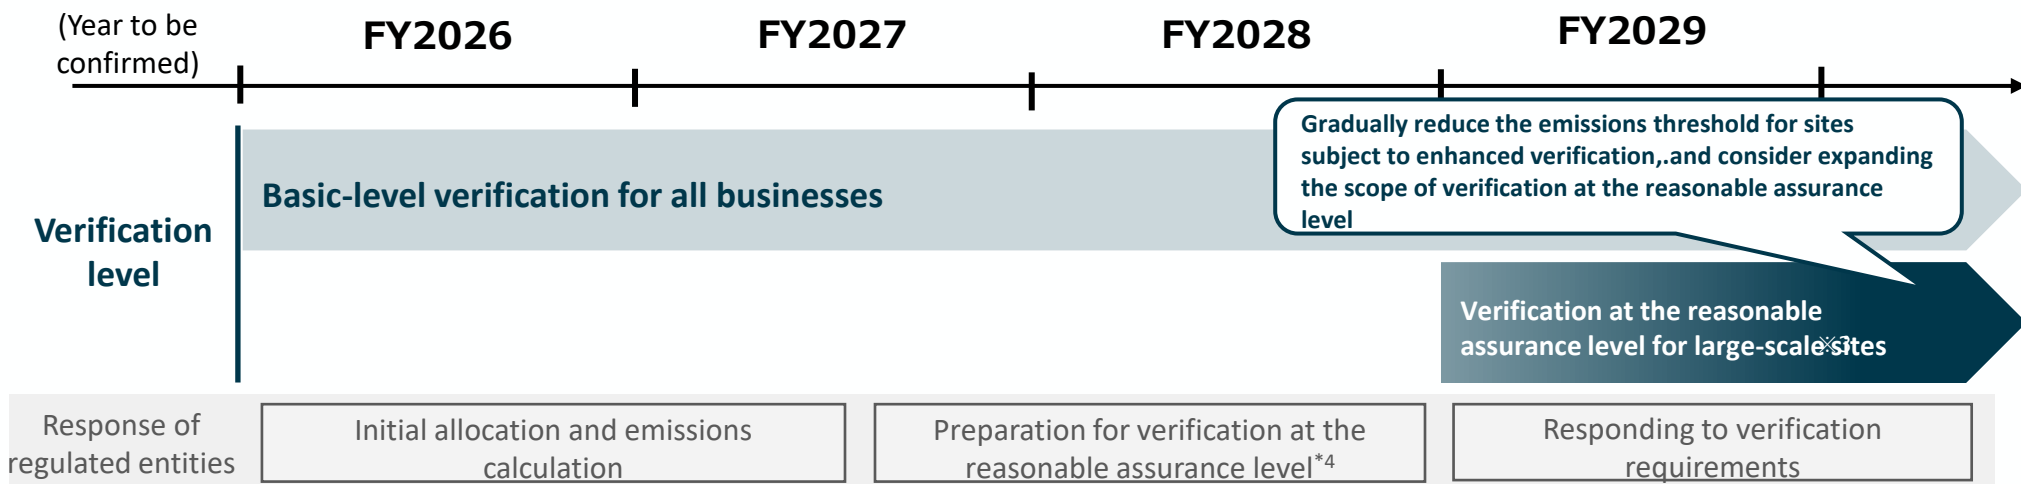 (Year to be
confirmed)
FY2026
FY2027
FY2028
FY2029
Gradually reduce the emissions threshold for sites
subject to enhanced verification,.and consider expanding
the scope of verification at the reasonable assurance
level
Basic-level verification for all businesses
Verification
level
Verification at the reasonable
assurance level for large-scale sites
※3
Response of
regulated entities
Initial allocation and emissions
calculation
Preparation for verification at the
reasonable assurance level*4
Responding to verification
requirements